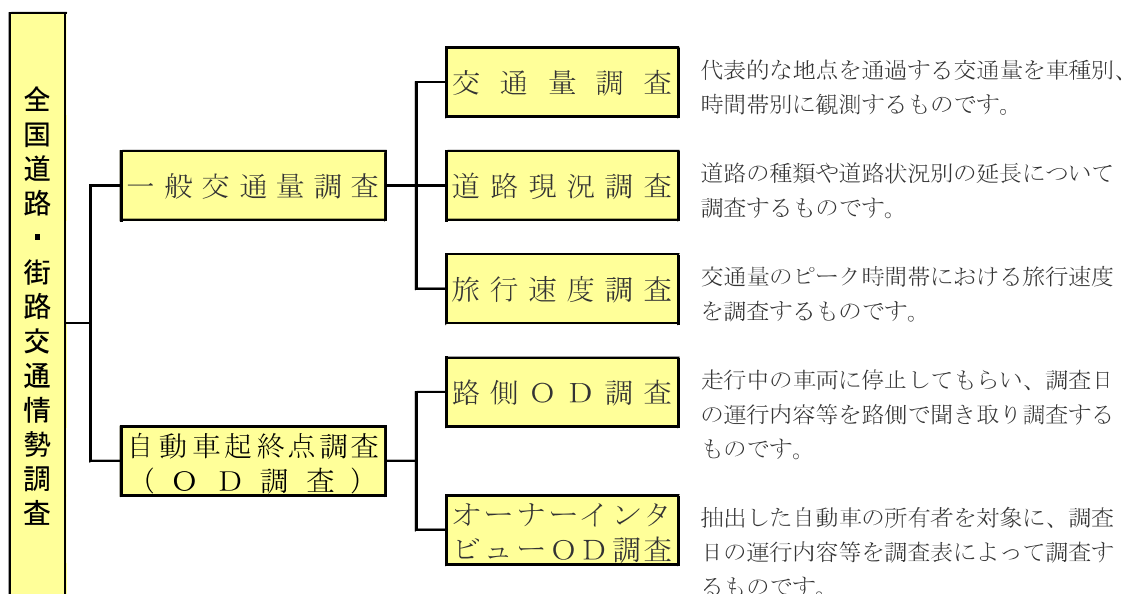 全国道路・街路交通情勢調査
一般交通量調査
交通量調査
代表的な地点を通過する交通量を車種別、
時間帯別に観測するものです。
道路現況調査
道路の種類や道路状況別の延長について
調査するものです。
旅行速度調査
交通量のピーク時間帯における旅行速度
を調査するものです。
自動車起終点調査
（ＯＤ調査）
路側ＯＤ調査
走行中の車両に停止してもらい、調査日
の運行内容等を路側で聞き取り調査する
ものです。
オーナーインタ
ビューＯＤ調査
抽出した自動車の所有者を対象に、調査
日の運行内容等を調査表によって調査す
るものです。